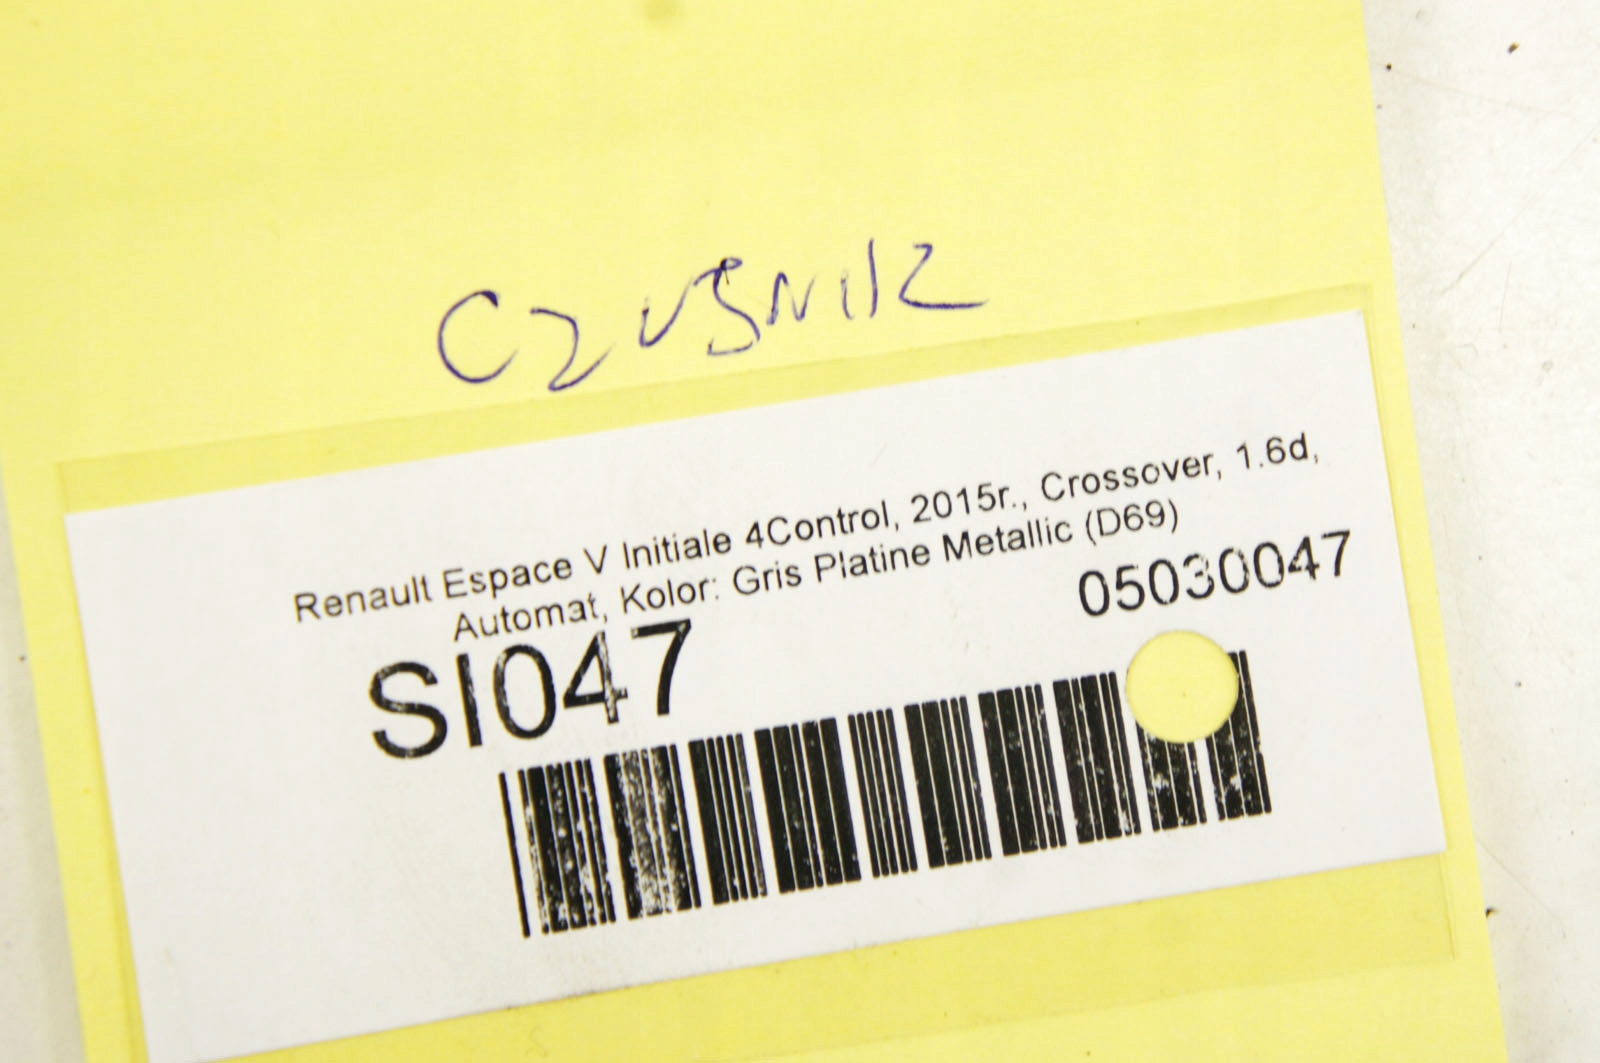 CZUJNIK
Renault Espace V Initiale 4Control, 2015r., Crossover, 1.6d,
Automat, Kolor: Gris Platine Metallic (D69)
05030047
SI047